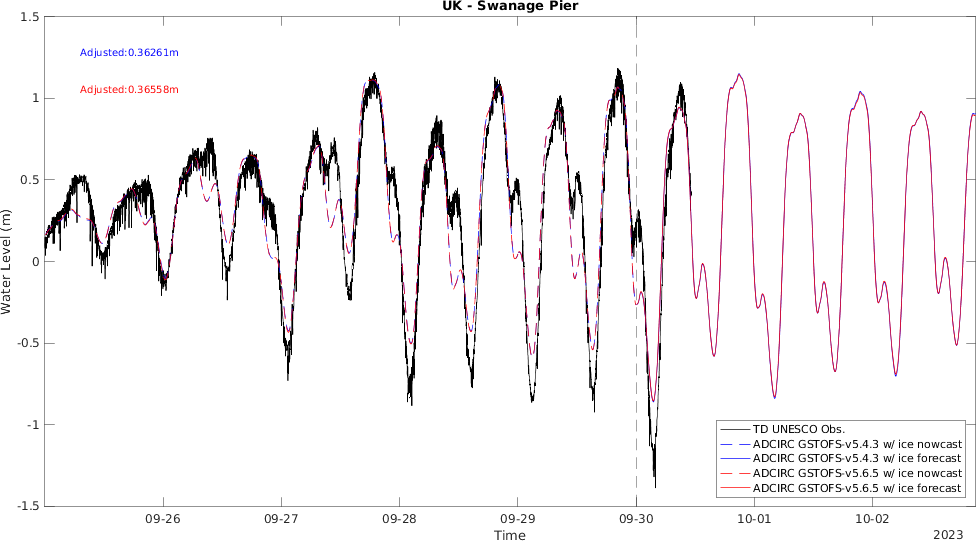 UK - Swanage Pier
1.5
1
0.5
0
-0.5
-1
-1.5
Water Level (m)
Adjusted:0.36261m
Adjusted:0.36558m
TD UNESCO Obs.
ADCIRC GSTOFS-v5.4.3 w/ ice nowcast
ADCIRC GSTOFS-v5.4.3 w/ ice forecast
ADCIRC GSTOFS-v5.6.5 w/ ice nowcast
ADCIRC GSTOFS-v5.6.5 w/ ice forecast
09-26 09-27 09-28 09-29 09-30 10-01 10-02
Time
2023